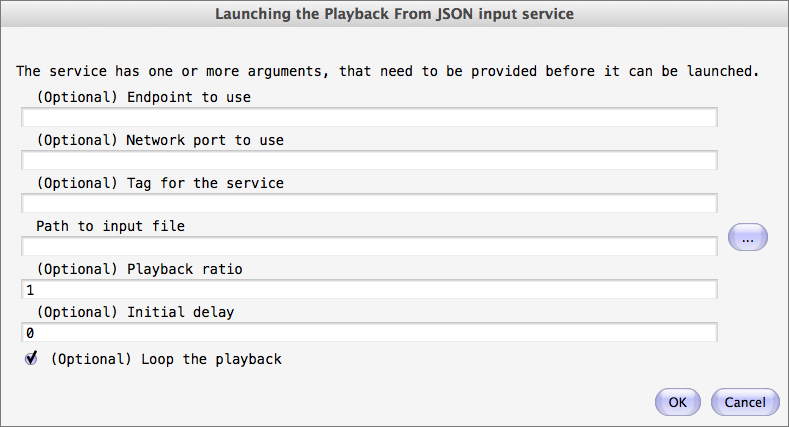 Launching the Playback From JSON input service
The service has one or more arguments, that need to be provided before it can be launched.
(Optional) Endpoint to use
(Optional) Network port to use
(Optional) Tag for the service
Path to input file
...
(Optional) Playback ratio
1
(Optional) Initial delay
0
(Optional) Loop the playback
OK Cancel